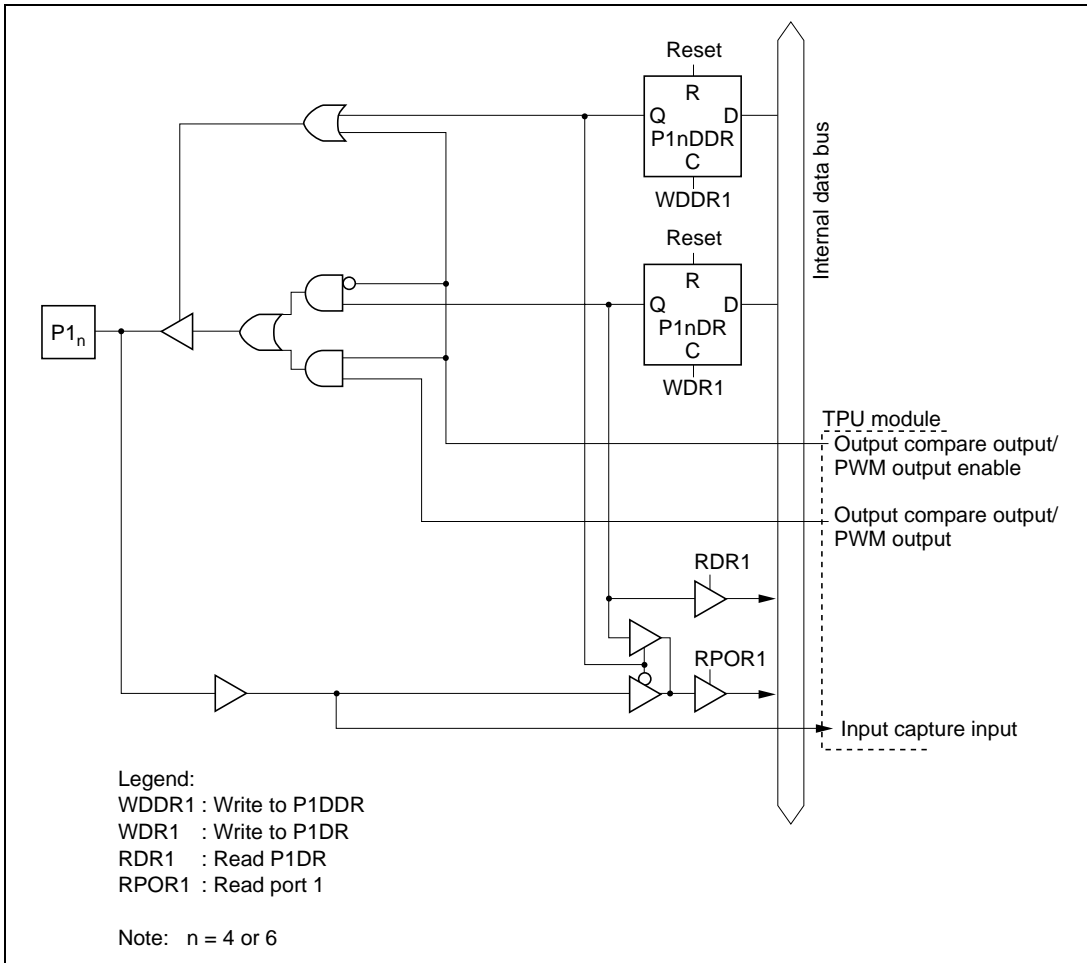 Reset
R
Q D
P1nDDR
C
WDDR1
Internal data bus
Reset
R
Q D
P1nDR
C
WDR1
P1n
TPU module
Output compare output/
PWM output enable
Output compare output/
PWM output
RDR1
RPOR1
Input capture input
Legend:
WDDR1 : Write to P1DDR
WDR1 : Write to P1DR
RDR1 : Read P1DR
RPOR1 : Read port 1
Note: n = 4 or 6